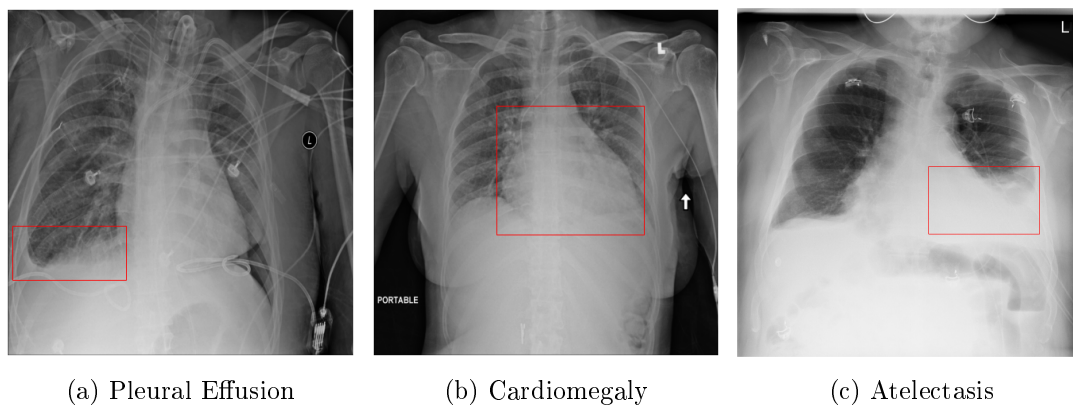 L
L
L
PORTABLE
(a) Pleural Effusion
(b) Cardiomegaly
(c) Atelectasis